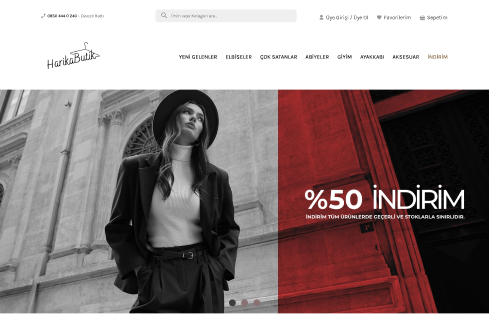 0850 444 0 240 - Destek Hattı
Ürün veya Kategori ara..
Üye Girişi / Üye Ol
Favorilerim
Sepetim
HarikaButik
YENİ GELENLER
ELBİSELER
ÇOK SATANLAR
ABİYELER
GİYİM
AYAKKABI
AKSESUAR
İNDİRİM
%50 İNDİRİM
İNDİRİM TÜM ÜRÜNLERDE GEÇERLİ VE STOKLARLA SINIRLIDIR.